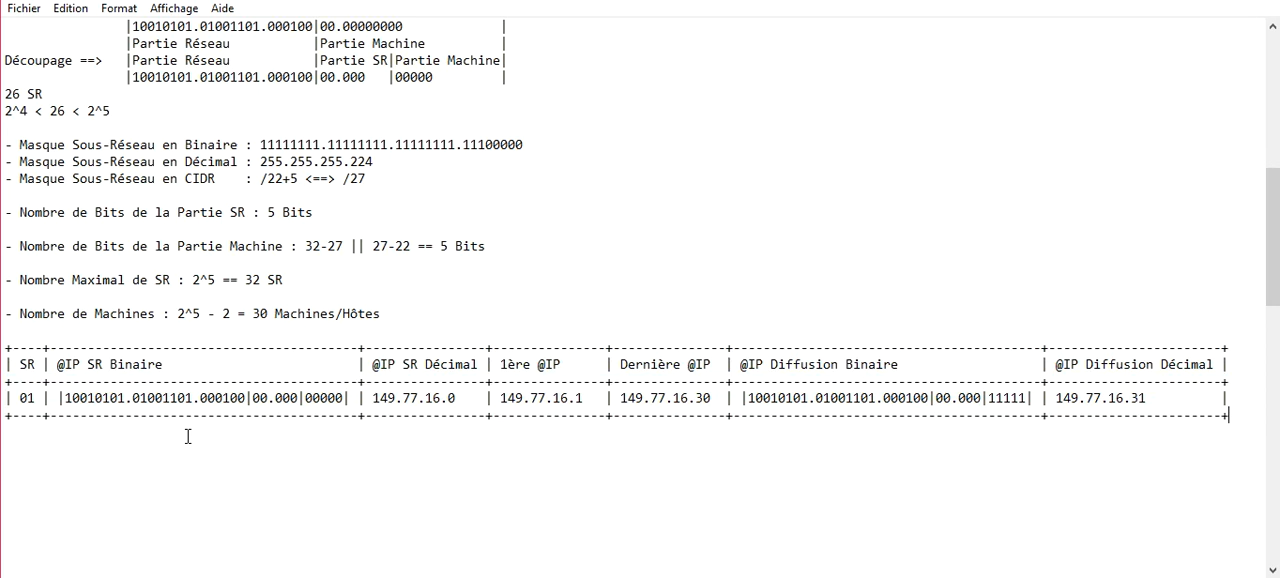 Fichier Edition Format Affichage Aide
|10010101.01001101.000100|00.00000000 |
|Partie Réseau |Partie Machine |
Découpage ==> |Partie Réseau |Partie SR|Partie Machine|
|10010101.01001101.000100|00.000 |00000 |
26 SR
2^4 < 26 < 2^5
- Masque Sous-Réseau en Binaire : 11111111.11111111.11111111.11100000
- Masque Sous-Réseau en Décimal : 255.255.255.224
- Masque Sous-Réseau en CIDR : /22+5 <==> /27
- Nombre de Bits de la Partie SR : 5 Bits
- Nombre de Bits de la Partie Machine : 32-27 || 27-22 == 5 Bits
- Nombre Maximal de SR : 2^5 == 32 SR
- Nombre de Machines : 2^5 - 2 = 30 Machines/Hôtes
+----+-----------------------------------------+----------------+---------------+---------------+-----------------------------------------+-----------------------+
| SR | @IP SR Binaire | @IP SR Décimal | 1ère @IP | Dernière @IP | @IP Diffusion Binaire | @IP Diffusion Décimal |
+----+-----------------------------------------+----------------+---------------+---------------+-----------------------------------------+-----------------------+
| 01 | |10010101.01001101.000100|00.000|00000| | 149.77.16.0 | 149.77.16.1 | 149.77.16.30 | |10010101.01001101.000100|00.000|11111| | 149.77.16.31 |
+----+-----------------------------------------+----------------+---------------+---------------+-----------------------------------------+-----------------------+